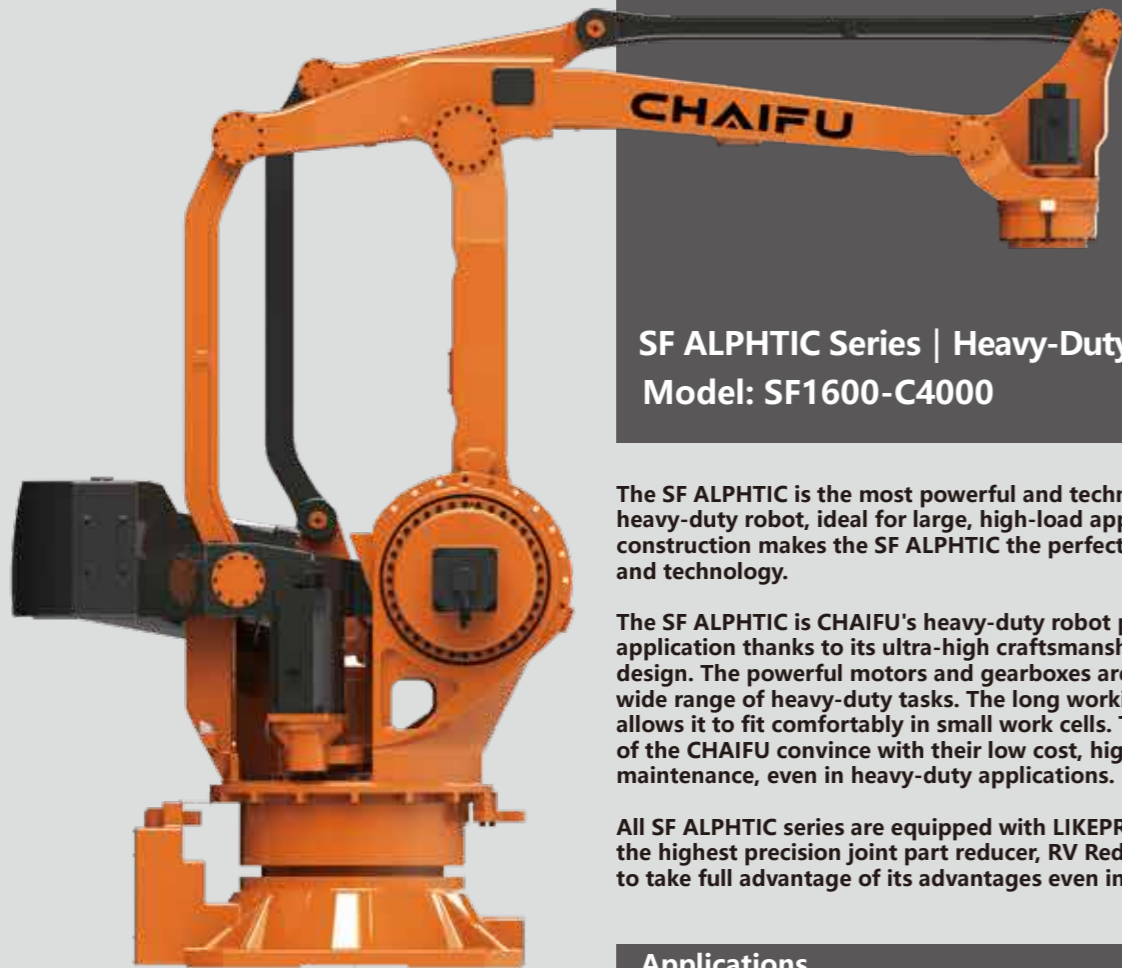 CHAIFU
SF ALPHTIC Series | Heavy-Duty
Model: SF1600-C4000
The SF ALPHTIC is the most powerful and techn
heavy-duty robot, ideal for large, high-load app
construction makes the SF ALPHTIC the perfect
and technology.
The SF ALPHTIC is CHAIFU's heavy-duty robot p
application thanks to its ultra-high craftsmansh
design. The powerful motors and gearboxes are
wide range of heavy-duty tasks. The long worki
allows it to fit comfortably in small work cells. T
of the CHAIFU convince with their low cost, hig
maintenance, even in heavy-duty applications.
All SF ALPHTIC series are equipped with LIKEPR
the highest precision joint part reducer, RV Red
to take full advantage of its advantages even in
Applications